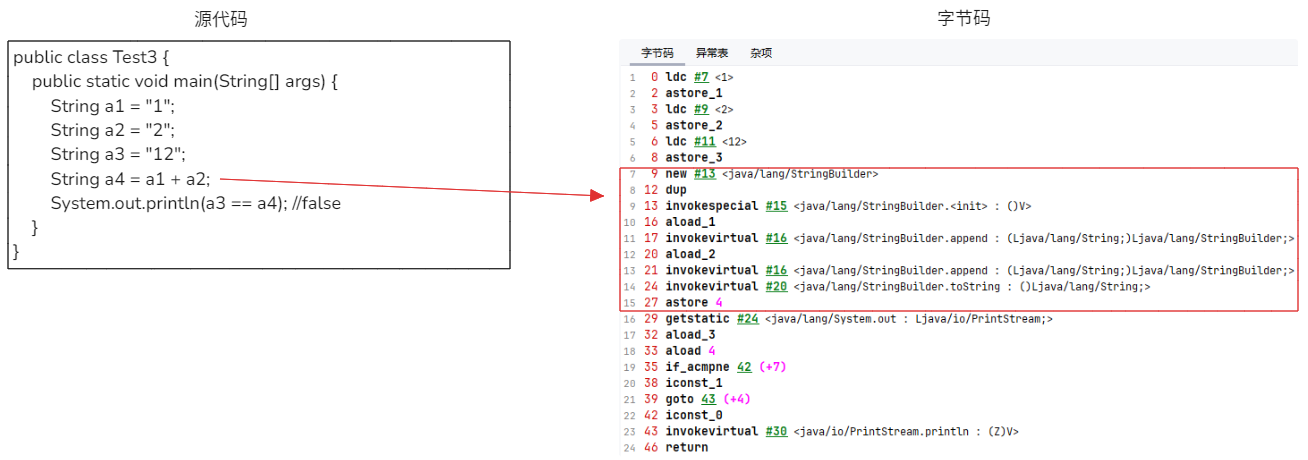 源代码
public class Test3 {
public static void main(String[] args) {
String a1 = "1";
String a2 = "2";
String a3 = "12";
String a4 = a1 + a2;
System.out.println(a3 == a4); //false
}
}
字节码
字节码 异常表 杂项
1 0 ldc #7 <1>
2 2 astore_1
3 3 ldc #9 <2>
4 5 astore_2
5 6 ldc #11 <12>
6 8 astore_3
7 9 new #13 <java/lang/StringBuilder>
8 12 dup
9 13 invokespecial #15 <java/lang/StringBuilder.<init> : ()V>
10 16 aload_1
11 17 invokevirtual #16 <java/lang/StringBuilder.append : (Ljava/lang/String;)Ljava/lang/StringBuilder;>
12 20 aload_2
13 21 invokevirtual #16 <java/lang/StringBuilder.append : (Ljava/lang/String;)Ljava/lang/StringBuilder;>
14 24 invokevirtual #20 <java/lang/StringBuilder.toString : ()Ljava/lang/String;>
15 27 astore 4
16 29 getstatic #24 <java/lang/System.out : Ljava/io/PrintStream;>
17 32 aload_3
18 33 aload 4
19 35 if_acmpne 42 (+7)
20 38 iconst_1
21 39 goto 43 (+4)
22 42 iconst_0
23 43 invokevirtual #30 <java/io/PrintStream.println : (Z)V>
24 46 return